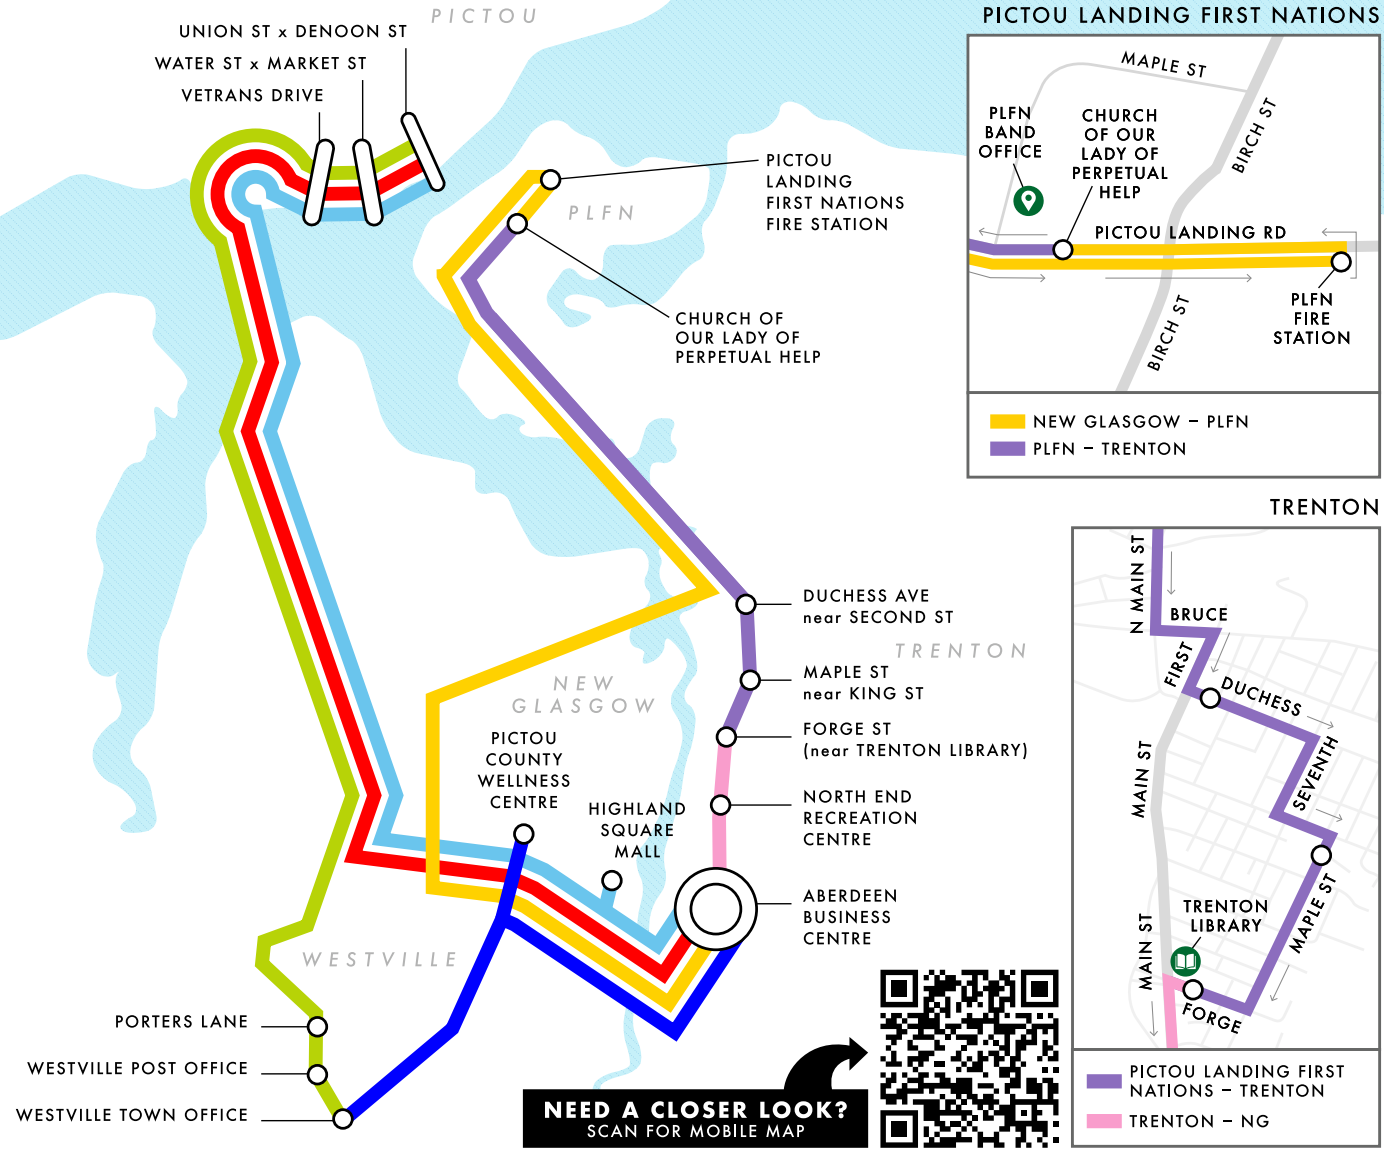 PICTOU
UNION ST x DENOON ST
WATER ST x MARKET ST
VETRANS DRIVE
PICTOU
LANDING
FIRST NATIONS
FIRE STATION
PLFN
CHURCH OF
OUR LADY OF
PERPETUAL HELP
DUCHESS AVE
near SECOND ST
TRENTON
MAPLE ST
near KING ST
NEW
GLASGOW
FORGE ST
(near TRENTON LIBRARY)
PICTOU
COUNTY
WELLNESS
CENTRE
HIGHLAND
SQUARE
MALL
NORTH END
RECREATION
CENTRE
ABERDEEN
BUSINESS
CENTRE
WESTVILLE
PORTERS LANE
WESTVILLE POST OFFICE
WESTVILLE TOWN OFFICE
NEED A CLOSER LOOK?
SCAN FOR MOBILE MAP
PICTOU LANDING FIRST NATIONS
MAPLE ST
BIRCH ST
PLFN
BAND
OFFICE
CHURCH
OF OUR
LADY OF
PERPETUAL
HELP
PICTOU LANDING RD
BIRCH ST
PLFN
FIRE
STATION
NEW GLASGOW – PLFN
PLFN – TRENTON
TRENTON
N MAIN ST
BRUCE
FIRST
DUCHESS
SEVENTH
MAIN ST
MAPLE ST
TRENTON
LIBRARY
MAIN ST
FORGE
PICTOU LANDING FIRST
NATIONS – TRENTON
TRENTON – NG